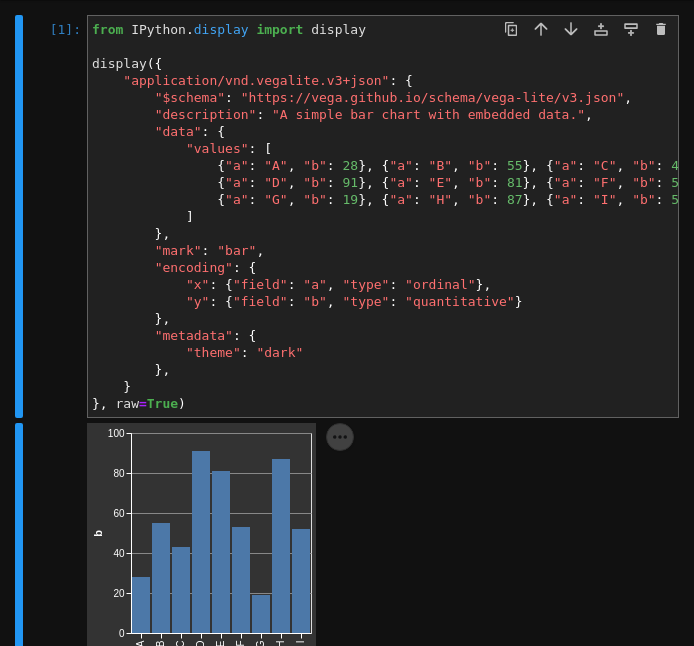 [1]: from IPython.display import display
display({
"application/vnd.vegalite.v3+json": {
"$schema": "https://vega.github.io/schema/vega-lite/v3.json",
"description": "A simple bar chart with embedded data.",
"data": {
"values": [
{"a": "A", "b": 28}, {"a": "B", "b": 55}, {"a": "C", "b": 4
{"a": "D", "b": 91}, {"a": "E", "b": 81}, {"a": "F", "b": 5
{"a": "G", "b": 19}, {"a": "H", "b": 87}, {"a": "I", "b": 5
]
},
"mark": "bar",
"encoding": {
"x": {"field": "a", "type": "ordinal"},
"y": {"field": "b", "type": "quantitative"}
},
"metadata": {
"theme": "dark"
},
}
}, raw=True)
100
80
60
40
20
0
b
A B C D E F G H I